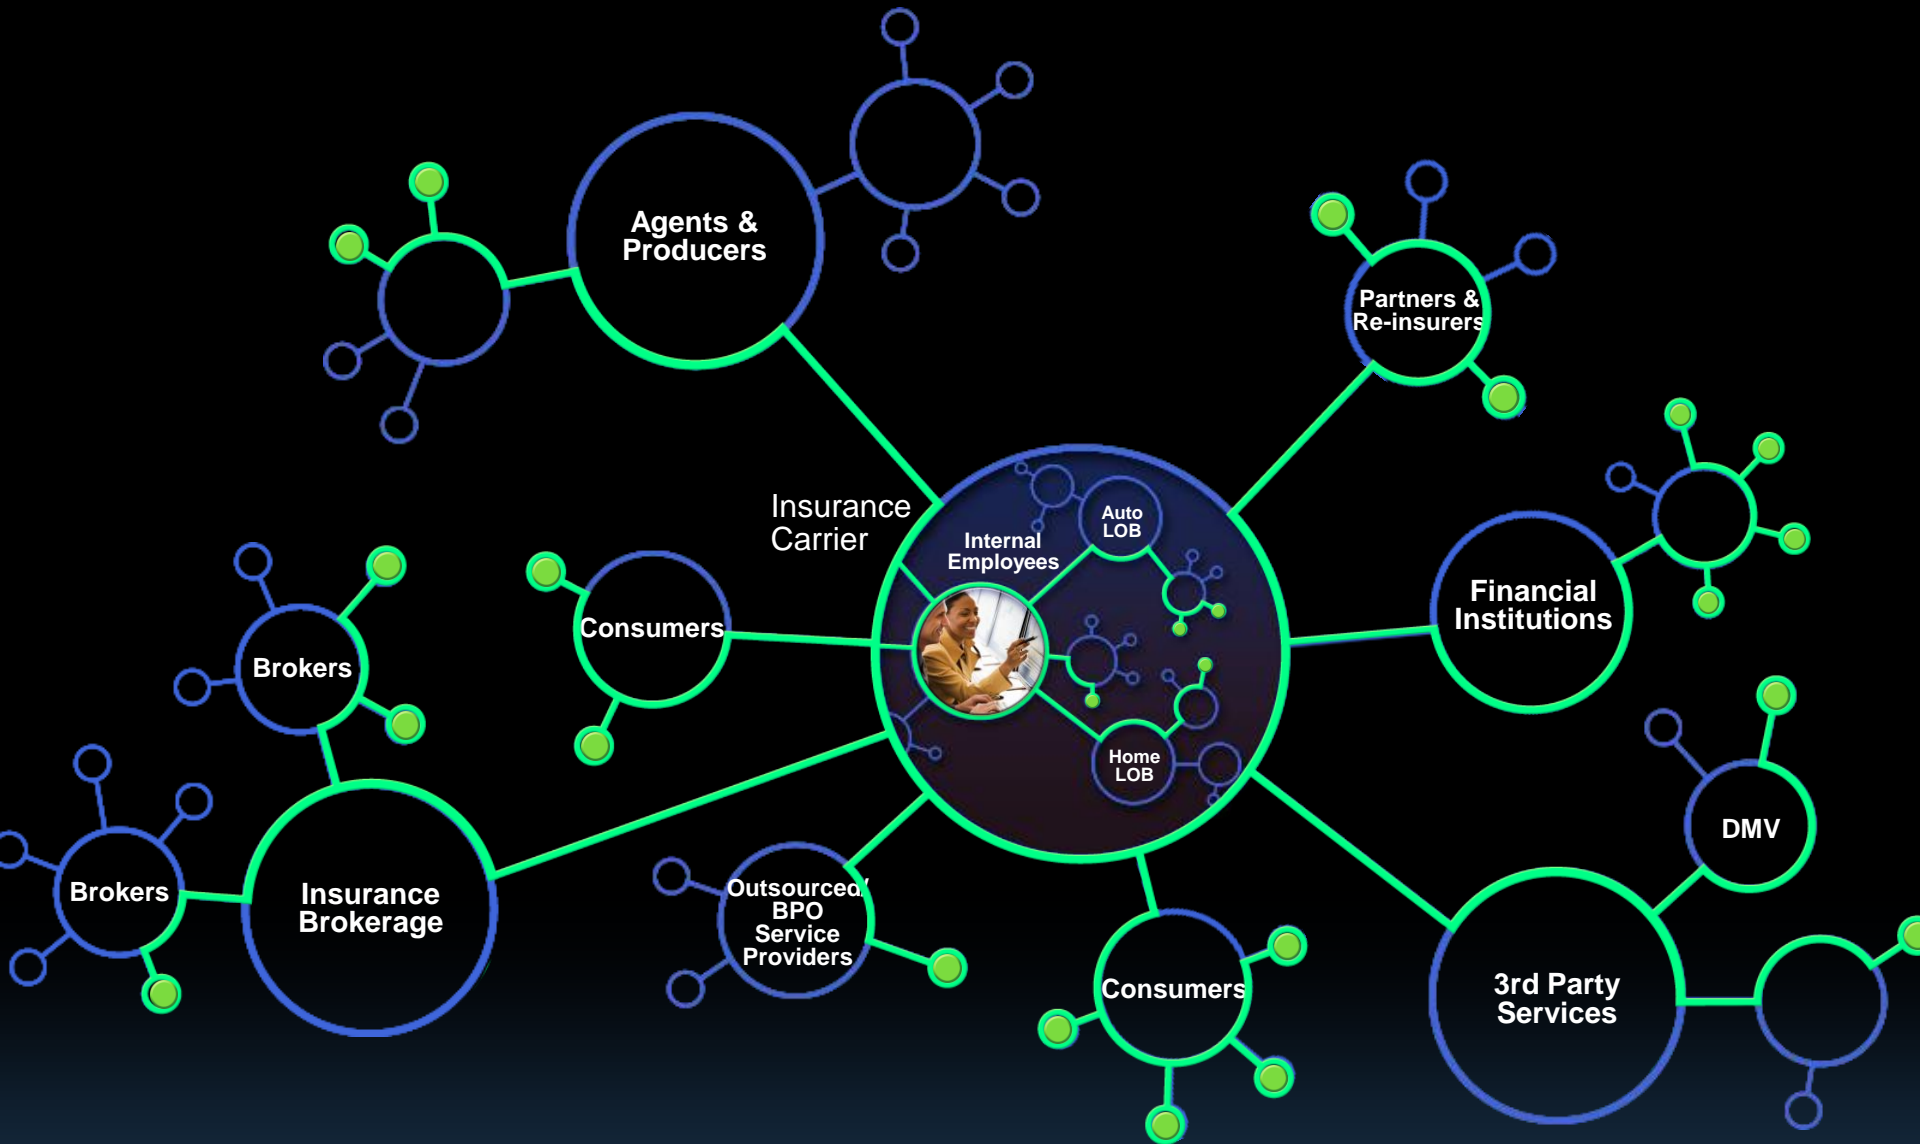 Agents &
Producers
Partners &
Re-insurers
Insurance
Carrier
Auto
LOB
Internal
Employees
Financial
Institutions
Consumers
Brokers
Home
LOB
DMV
Brokers
Insurance
Brokerage
Outsourced/
BPO
Service
Providers
Consumers
3rd Party
Services